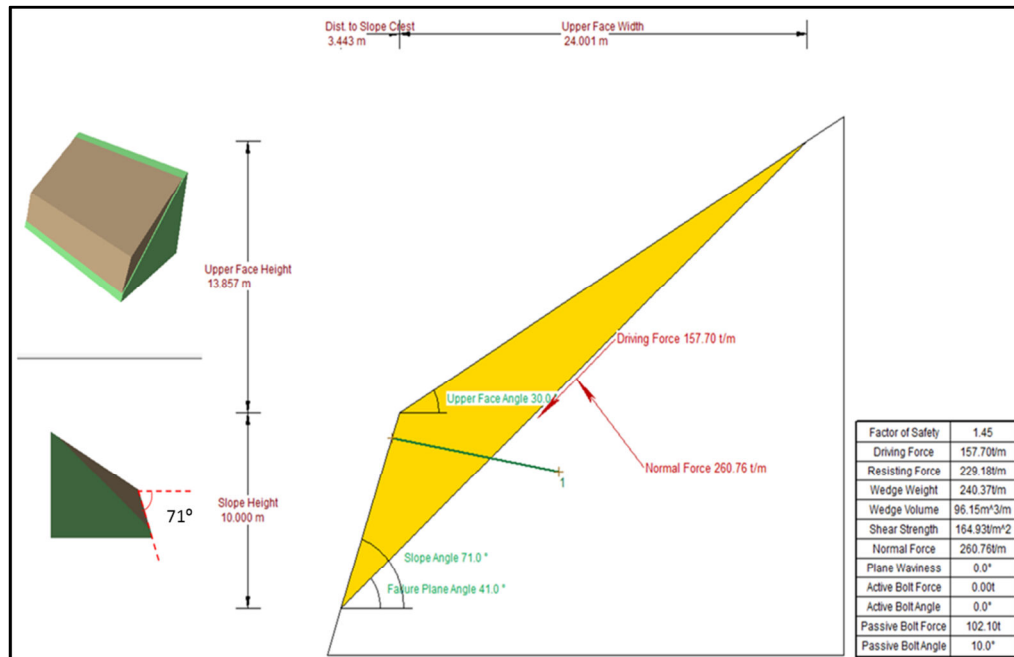 Dist. to Slope Crest
3.443 m
Upper Face Width
24.001 m
Upper Face Height
13.857 m
Driving Force 157.70 t/m
Upper Face Angle 30.0
Normal Force 260.76 t/m
1
Slope Height
10.000 m
71°
Slope Angle 71.0 °
Failure Plane Angle 41.0 °
Factor of Safety 1.45
Driving Force 157.70t/m
Resisting Force 229.18t/m
Wedge Weight 240.37t/m
Wedge Volume 96.15m^3/m
Shear Strength 164.93t/m^2
Normal Force 260.76t/m
Plane Waviness 0.0°
Active Bolt Force 0.00t
Active Bolt Angle 0.0°
Passive Bolt Force 102.10t
Passive Bolt Angle 10.0°